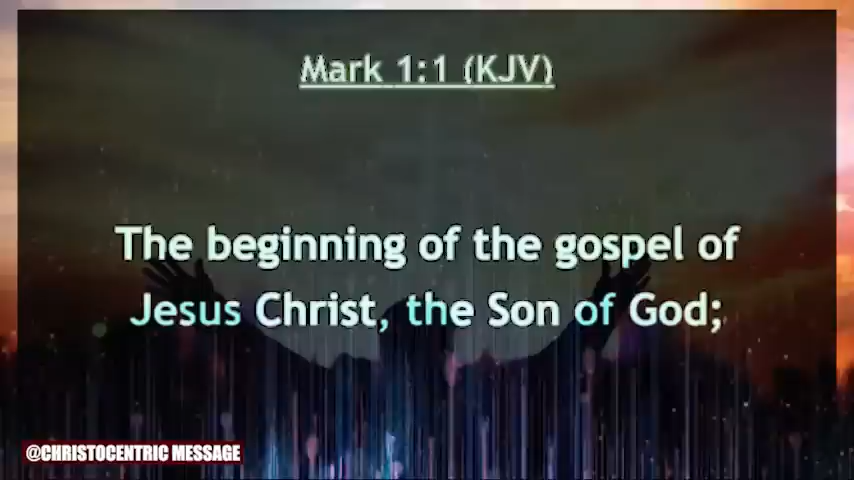 Mark 1:1 (KJV)
The beginning of the gospel of
Jesus Christ, the Son of God;
@CHRISTOCENTRIC MESSAGE